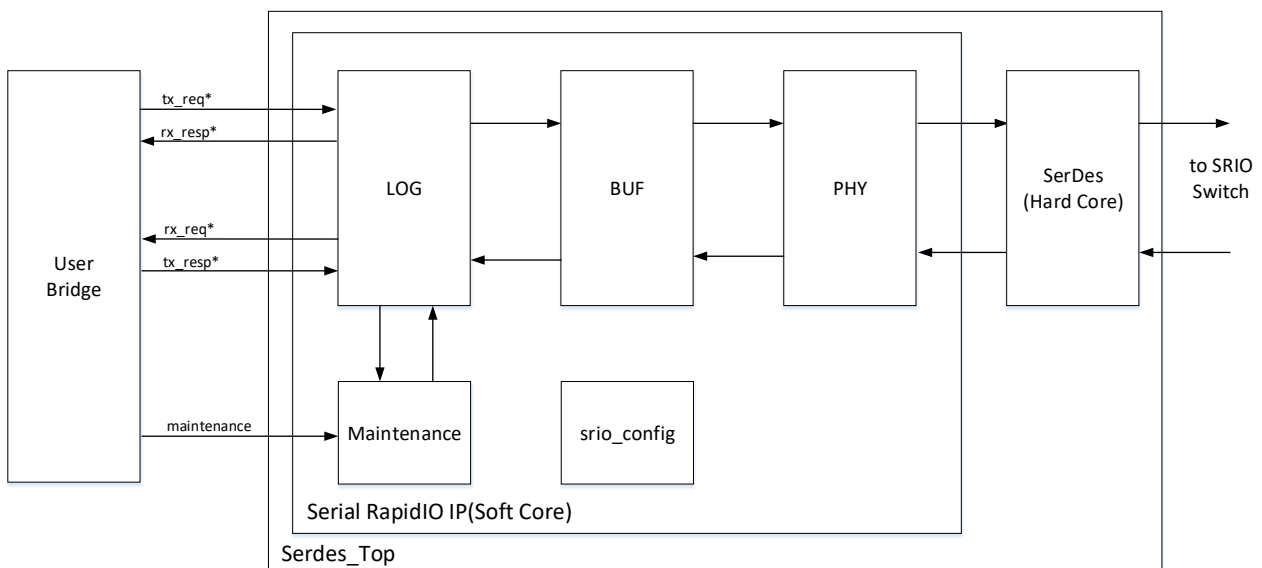 tx_req*
rx_resp*
rx_req*
tx_resp*
User
Bridge
maintenance
LOG
BUF
PHY
SerDes
(Hard Core)
to SRIO
Switch
Maintenance
srio_config
Serial RapidIO IP(Soft Core)
Serdes_Top